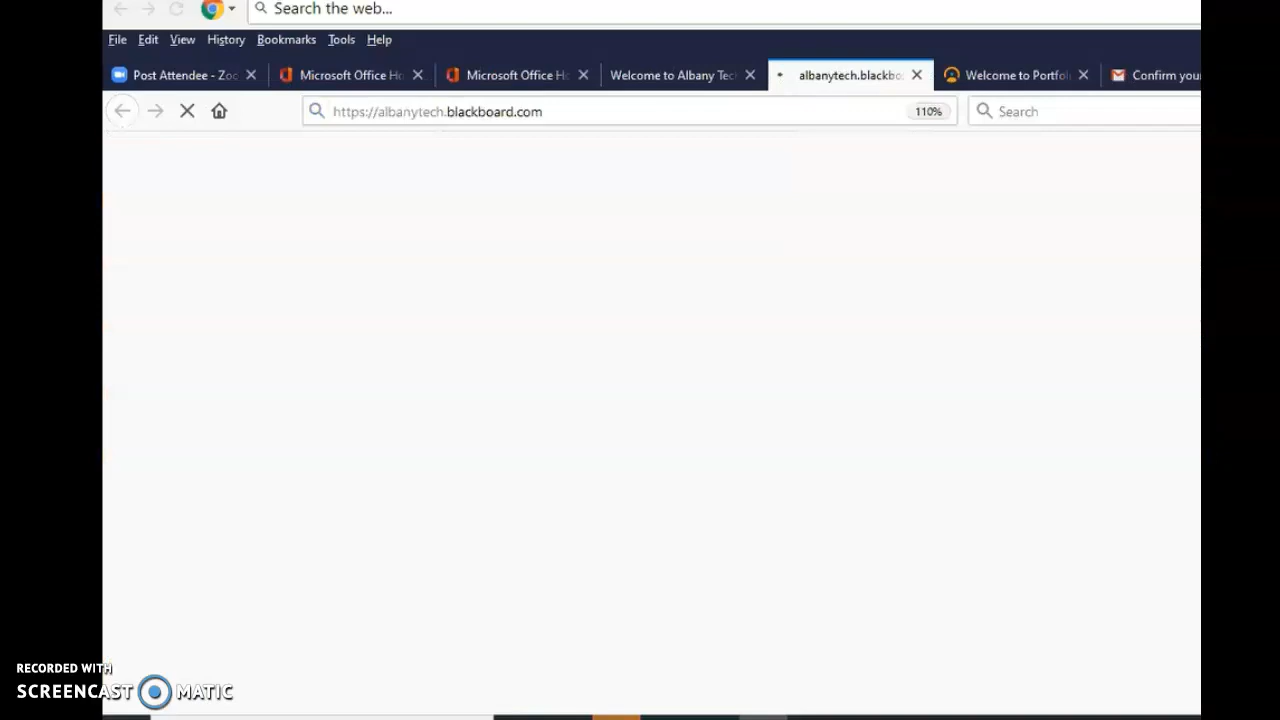 Search the web...
File Edit View History Bookmarks Tools Help
Post Attendee - Zoo Microsoft Office Ho Microsoft Office Ho Welcome to Albany Tec albanytech.blackbo Welcome to Portfol Confirm your
https://albanytech.blackboard.com 110% Search
RECORDED WITH
SCREENCAST MATIC